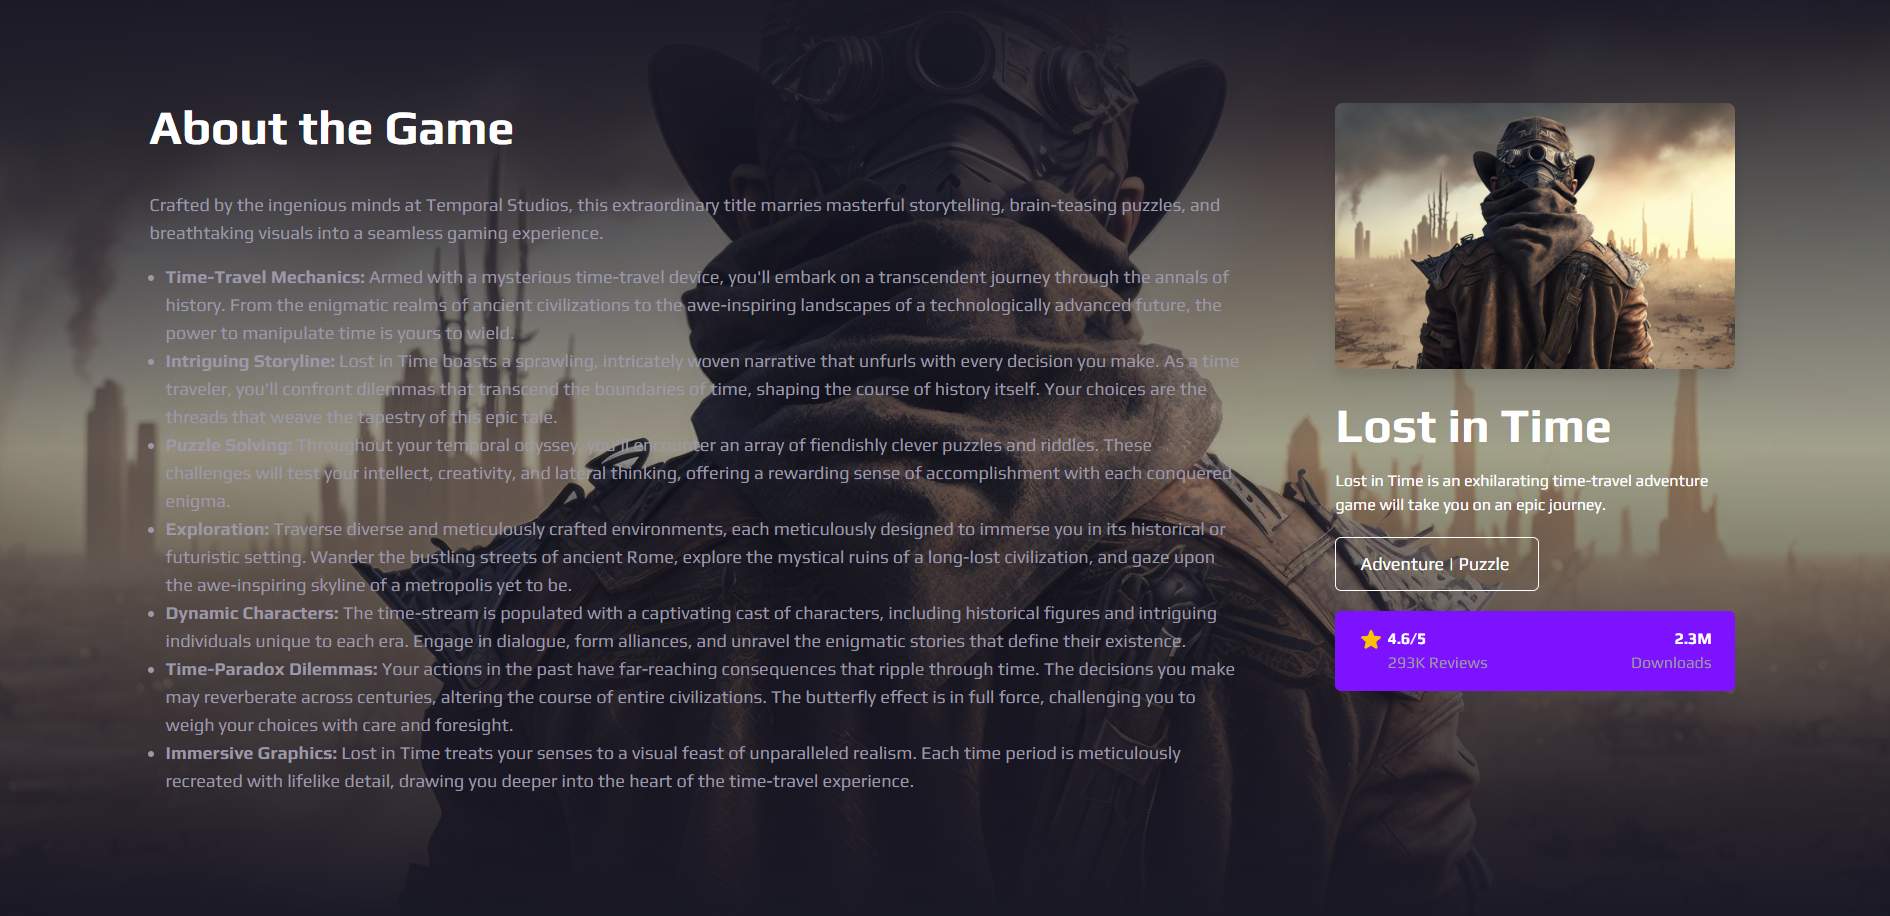 About the Game
Crafted by the ingenious minds at Temporal Studios, this extraordinary title marries masterful storytelling, brain-teasing puzzles, and
breathtaking visuals into a seamless gaming experience.
• Time-Travel Mechanics: Armed with a mysterious time-travel device, you'll embark on a transcendent journey through the annals of
history. From the enigmatic realms of ancient civilizations to the awe-inspiring landscapes of a technologically advanced future, the
power to manipulate time is yours to wield.
• Intriguing Storyline: Lost in Time boasts a sprawling, intricately woven narrative that unfurls with every decision you make. As a time
traveler, you'll confront dilemmas that transcend the boundaries of time, shaping the course of history itself. Your choices are the
threads that weave the tapestry of this epic tale.
• Puzzle Solving: Throughout your temporal odyssey, you'll encounter an array of fiendishly clever puzzles and riddles. These
challenges will test your intellect, creativity, and lateral thinking, offering a rewarding sense of accomplishment with each conquered
enigma.
• Exploration: Traverse diverse and meticulously crafted environments, each meticulously designed to immerse you in its historical or
futuristic setting. Wander the bustling streets of ancient Rome, explore the mystical ruins of a long-lost civilization, and gaze upon
the awe-inspiring skyline of a metropolis yet to be.
• Dynamic Characters: The time-stream is populated with a captivating cast of characters, including historical figures and intriguing
individuals unique to each era. Engage in dialogue, form alliances, and unravel the enigmatic stories that define their existence.
• Time-Paradox Dilemmas: Your actions in the past have far-reaching consequences that ripple through time. The decisions you make
may reverberate across centuries, altering the course of entire civilizations. The butterfly effect is in full force, challenging you to
weigh your choices with care and foresight.
• Immersive Graphics: Lost in Time treats your senses to a visual feast of unparalleled realism. Each time period is meticulously
recreated with lifelike detail, drawing you deeper into the heart of the time-travel experience.
Lost in Time
Lost in Time is an exhilarating time-travel adventure
game will take you on an epic journey.
Adventure | Puzzle
4.6/5
293K Reviews
2.3M
Downloads